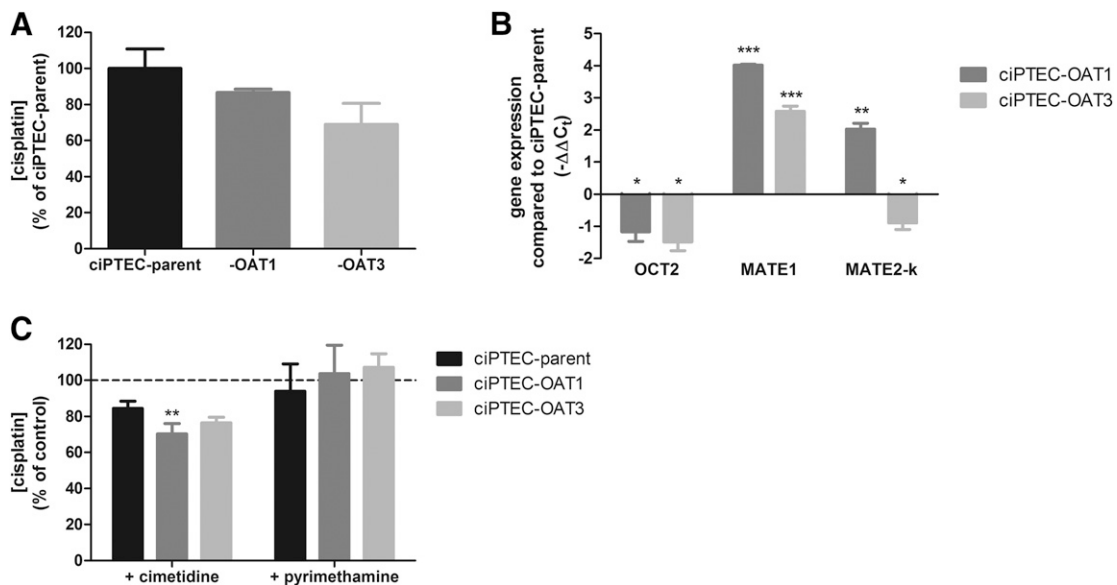 A
[cisplatin]
(% of ciPTEC-parent)
120
100
80
60
40
20
0
ciPTEC-parent
-OAT1
-OAT3
B
gene expression
compared to ciPTEC-parent
(-ΔΔCt)
5
4
3
2
1
0
-1
-2
*
*
***
***
**
*
OCT2
MATE1
MATE2-k
ciPTEC-OAT1
ciPTEC-OAT3
C
[cisplatin]
(% of control)
120
100
80
60
40
20
0
**
+ cimetidine
+ pyrimethamine
ciPTEC-parent
ciPTEC-OAT1
ciPTEC-OAT3